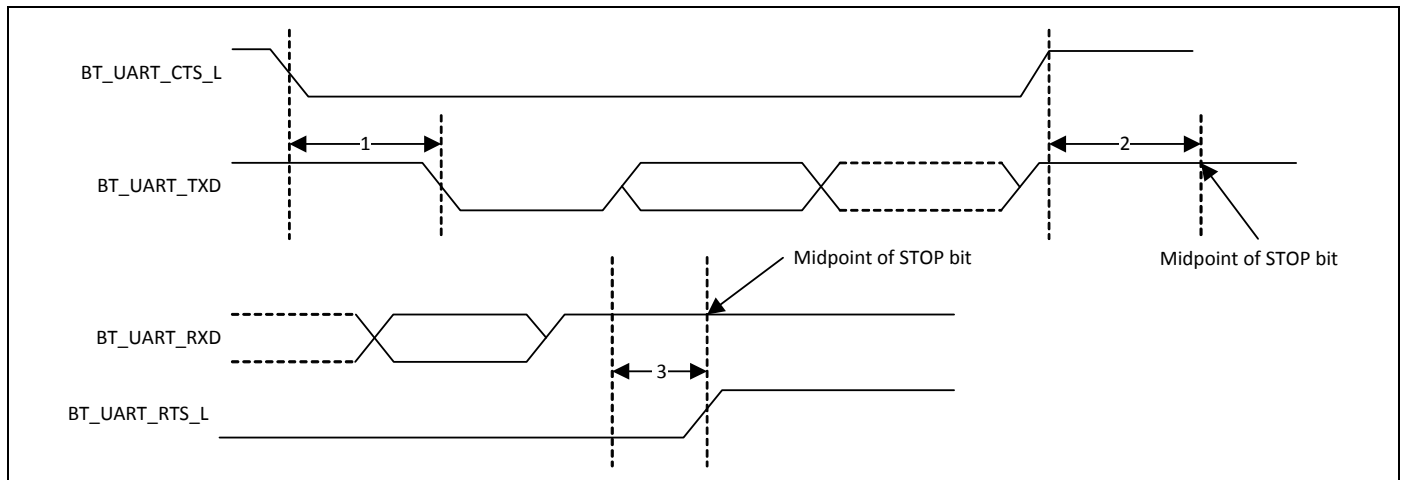 BT_UART_CTS_L
1
2
BT_UART_TXD
Midpoint of STOP bit
Midpoint of STOP bit
BT_UART_RXD
3
BT_UART_RTS_L